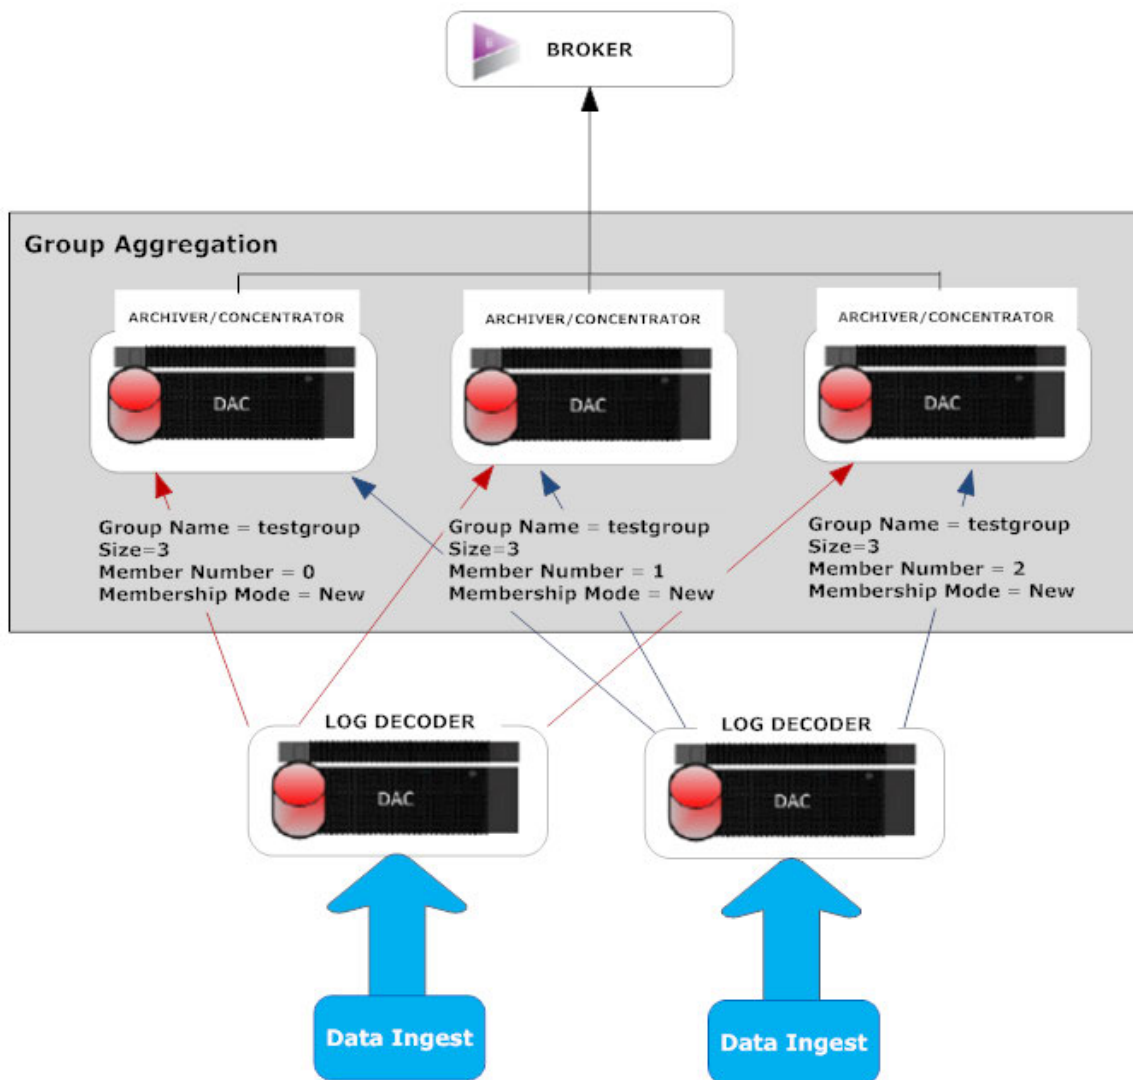 BROKER
Group Aggregation
ARCHIVER/CONCENTRATOR
ARCHIVER/CONCENTRATOR
ARCHIVER/CONCENTRATOR
DAC
DAC
DAC
Group Name = testgroup
Size=3
Member Number = 0
Membership Mode = New
Group Name = testgroup
Size=3
Member Number = 1
Membership Mode = New
Group Name = testgroup
Size=3
Member Number = 2
Membership Mode = New
LOG DECODER
LOG DECODER
DAC
DAC
Data Ingest
Data Ingest